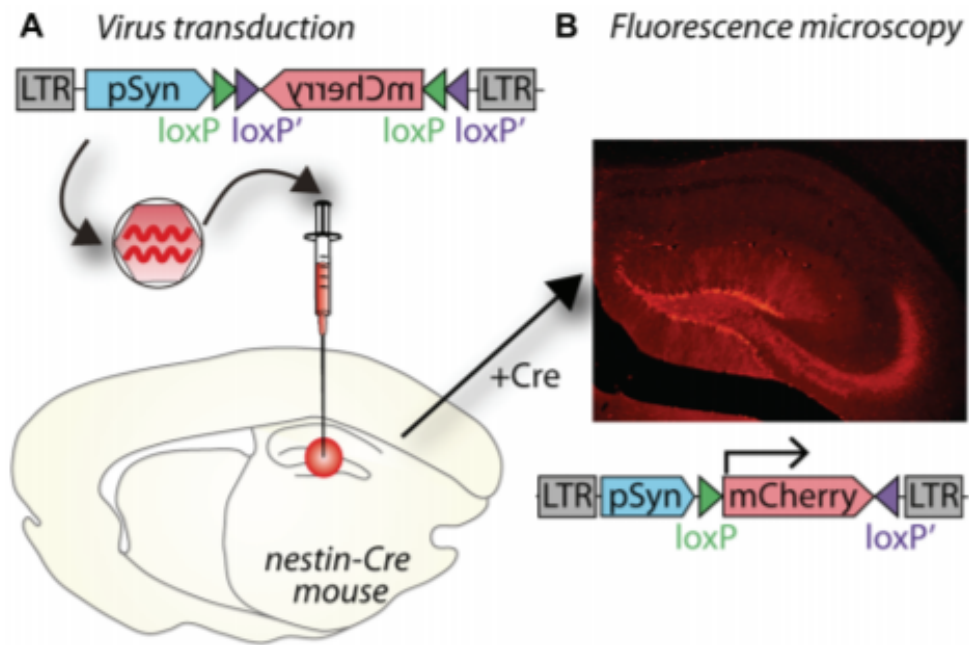 A Virus transduction
LTR pSyn mCherry LTR
loxP loxP' loxP loxP'
+Cre
nestin-Cre
mouse
B Fluorescence microscopy
LTR pSyn mCherry LTR
loxP loxP'